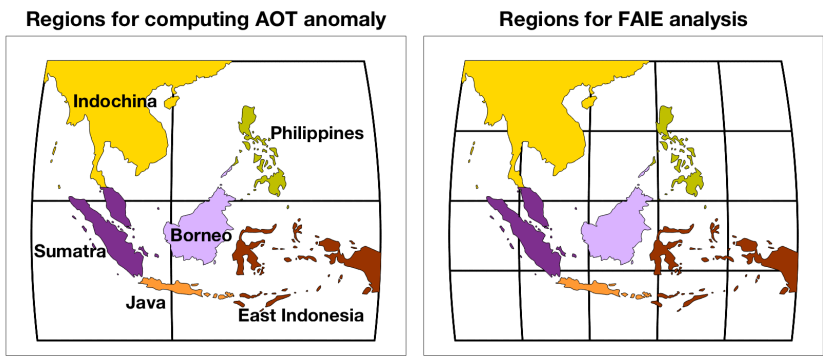 Regions for computing AOT anomaly
Regions for FAIE analysis
Indochina
Philippines
Borneo
Sumatra
Java
East Indonesia